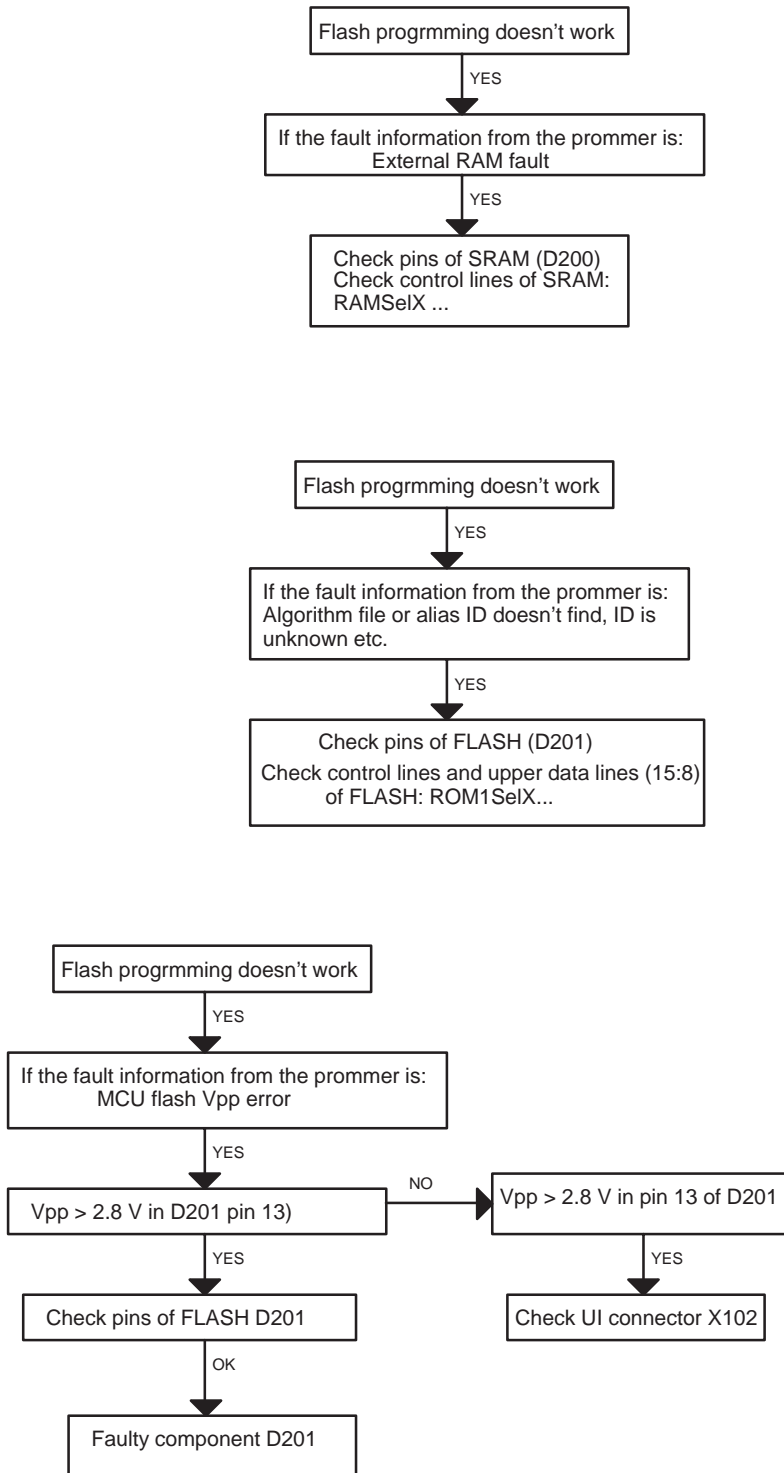 Flash progrmming doesn't work
YES
If the fault information from the prommer is:
External RAM fault
YES
Check pins of SRAM (D200)
Check control lines of SRAM:
RAMSelX ...
Flash progrmming doesn't work
YES
If the fault information from the prommer is:
Algorithm file or alias ID doesn't find, ID is
unknown etc.
YES
Check pins of FLASH (D201)
Check control lines and upper data lines (15:8)
of FLASH: ROM1SelX...
Flash progrmming doesn't work
YES
If the fault information from the prommer is:
MCU flash Vpp error
YES
Vpp > 2.8 V in D201 pin 13)
NO
Vpp > 2.8 V in pin 13 of D201
YES
YES
Check pins of FLASH D201
Check UI connector X102
OK
Faulty component D201